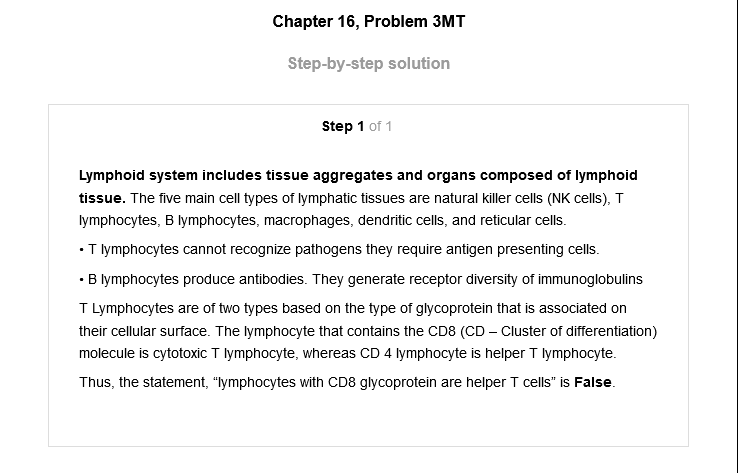 Chapter 16, Problem 3MT
Step-by-step solution
Step 1 of 1
Lymphoid system includes tissue aggregates and organs composed of lymphoid
tissue. The five main cell types of lymphatic tissues are natural killer cells (NK cells), T
lymphocytes, B lymphocytes, macrophages, dendritic cells, and reticular cells.
• T lymphocytes cannot recognize pathogens they require antigen presenting cells.
• B lymphocytes produce antibodies. They generate receptor diversity of immunoglobulins
T Lymphocytes are of two types based on the type of glycoprotein that is associated on
their cellular surface. The lymphocyte that contains the CD8 (CD – Cluster of differentiation)
molecule is cytotoxic T lymphocyte, whereas CD 4 lymphocyte is helper T lymphocyte.
Thus, the statement, “lymphocytes with CD8 glycoprotein are helper T cells” is False.